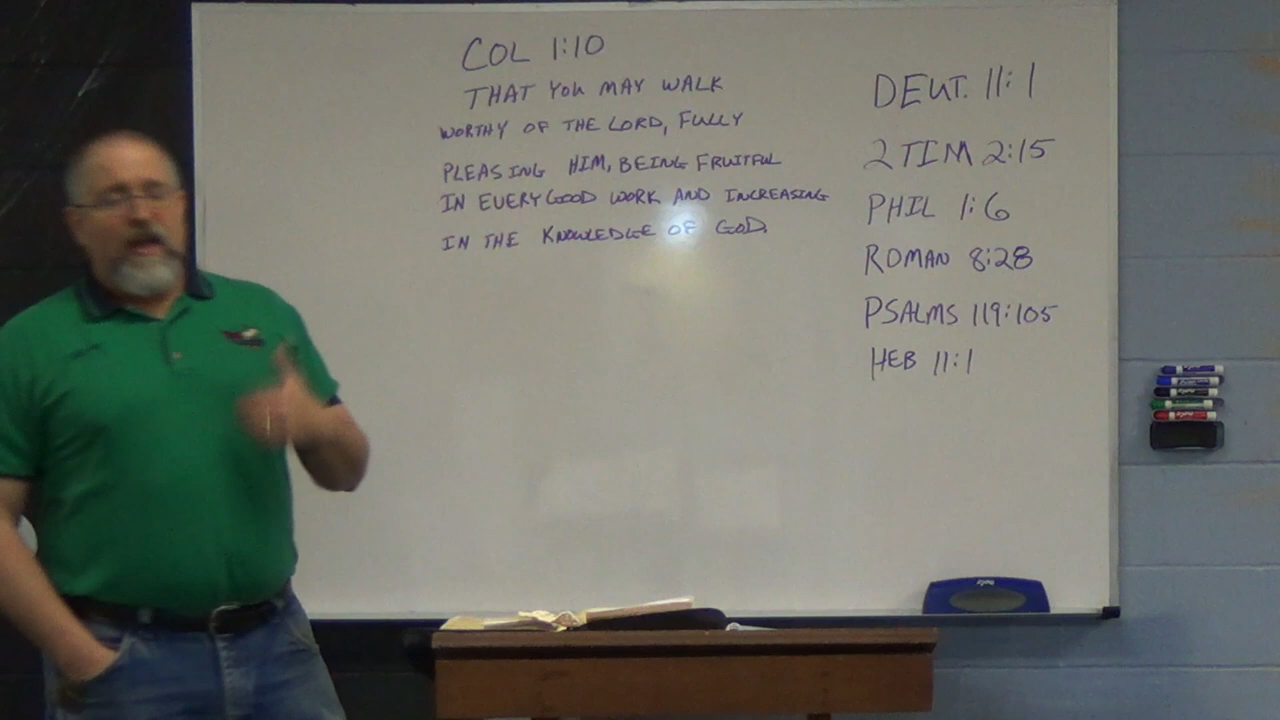 COL 1:10
THAT YOU MAY WALK
WORTHY OF THE LORD, FULLY
PLEASING HIM, BEING FRUITFUL
IN EVERY GOOD WORK AND INCREASING
IN THE KNOWLEDGE OF GOD.
DEUT. 11:1
2 TIM 2:15
PHIL 1:6
ROMAN 8:28
PSALMS 119:105
HEB 11:1